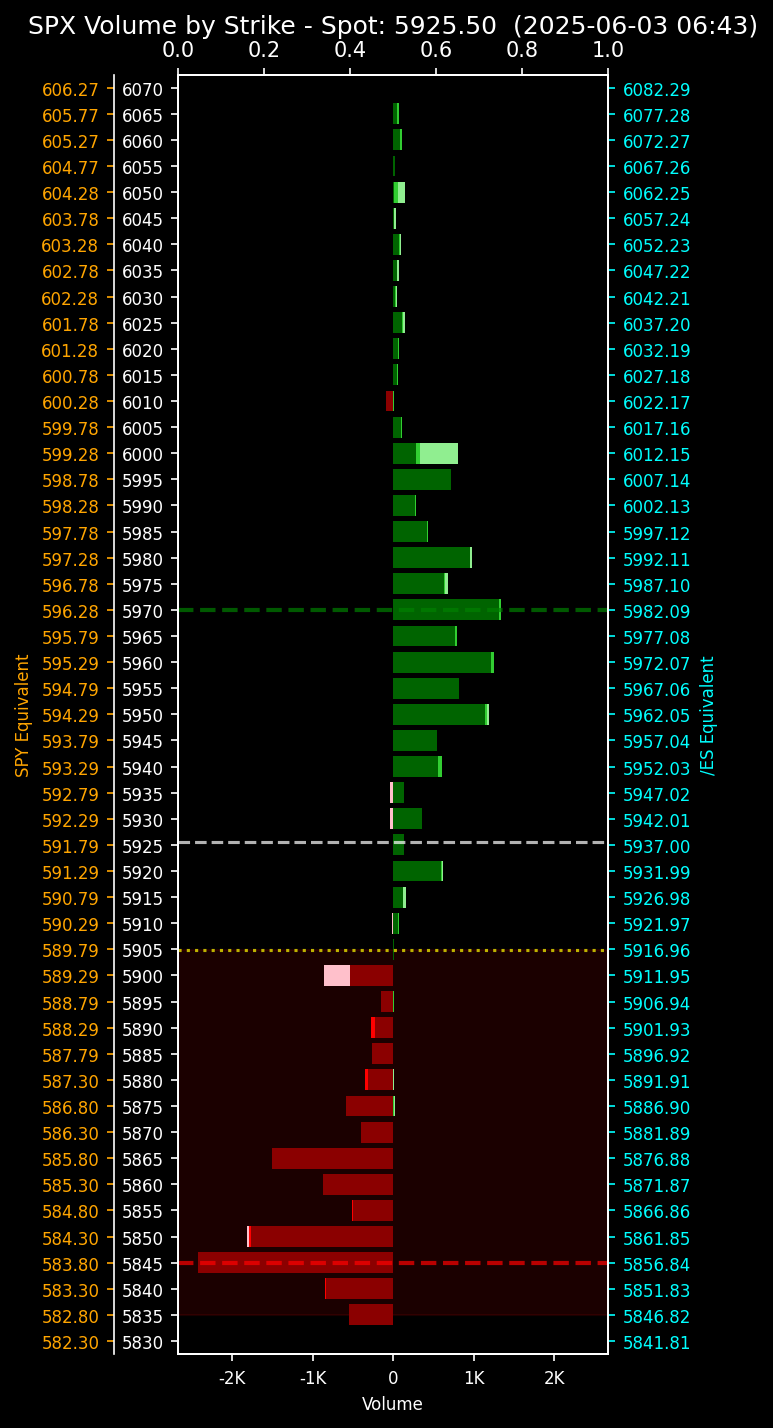 SPX Volume by Strike - Spot: 5925.50 (2025-06-03 06:43)
0.0 0.2 0.4 0.6 0.8 1.0
606.27 6070 6082.29
605.77 6065 6077.28
605.27 6060 6072.27
604.77 6055 6067.26
604.28 6050 6062.25
603.78 6045 6057.24
603.28 6040 6052.23
602.78 6035 6047.22
602.28 6030 6042.21
601.78 6025 6037.20
601.28 6020 6032.19
600.78 6015 6027.18
600.28 6010 6022.17
599.78 6005 6017.16
599.28 6000 6012.15
598.78 5995 6007.14
598.28 5990 6002.13
597.78 5985 5997.12
597.28 5980 5992.11
596.78 5975 5987.10
596.28 5970 5982.09
595.79 5965 5977.08
595.29 5960 5972.07
594.79 5955 5967.06
594.29 5950 5962.05
593.79 5945 5957.04
593.29 5940 5952.03
592.79 5935 5947.02
592.29 5930 5942.01
591.79 5925 5937.00
591.29 5920 5931.99
590.79 5915 5926.98
590.29 5910 5921.97
589.79 5905 5916.96
589.29 5900 5911.95
588.79 5895 5906.94
588.29 5890 5901.93
587.79 5885 5896.92
587.30 5880 5891.91
586.80 5875 5886.90
586.30 5870 5881.89
585.80 5865 5876.88
585.30 5860 5871.87
584.80 5855 5866.86
584.30 5850 5861.85
583.80 5845 5856.84
583.30 5840 5851.83
582.80 5835 5846.82
582.30 5830 5841.81
SPY Equivalent
/ES Equivalent
-2K -1K 0 1K 2K
Volume